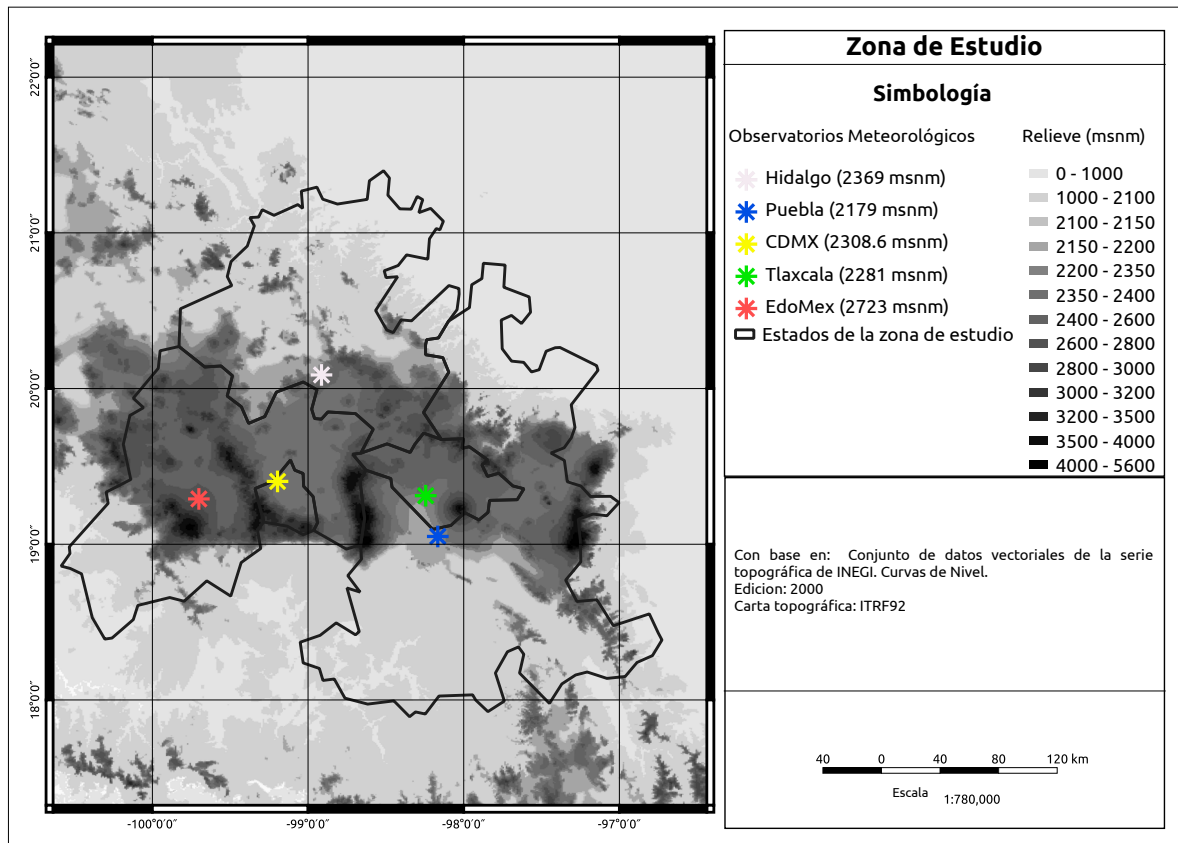 Zona de Estudio
Simbología
Observatorios Meteorológicos
Hidalgo (2369 msnm)
Puebla (2179 msnm)
CDMX (2308.6 msnm)
Tlaxcala (2281 msnm)
EdoMex (2723 msnm)
Estados de la zona de estudio
Relieve (msnm)
0 - 1000
1000 - 2100
2100 - 2150
2150 - 2200
2200 - 2350
2350 - 2400
2400 - 2600
2600 - 2800
2800 - 3000
3000 - 3200
3200 - 3500
3500 - 4000
4000 - 5600
Con base en: Conjunto de datos vectoriales de la serie
topográfica de INEGI. Curvas de Nivel.
Edicion: 2000
Carta topográfica: ITRF92
40 0 40 80 120 km
Escala 1:780,000
22°0'0"
21°0'0"
20°0'0"
19°0'0"
18°0'0"
-100°0'0" -99°0'0" -98°0'0" -97°0'0"